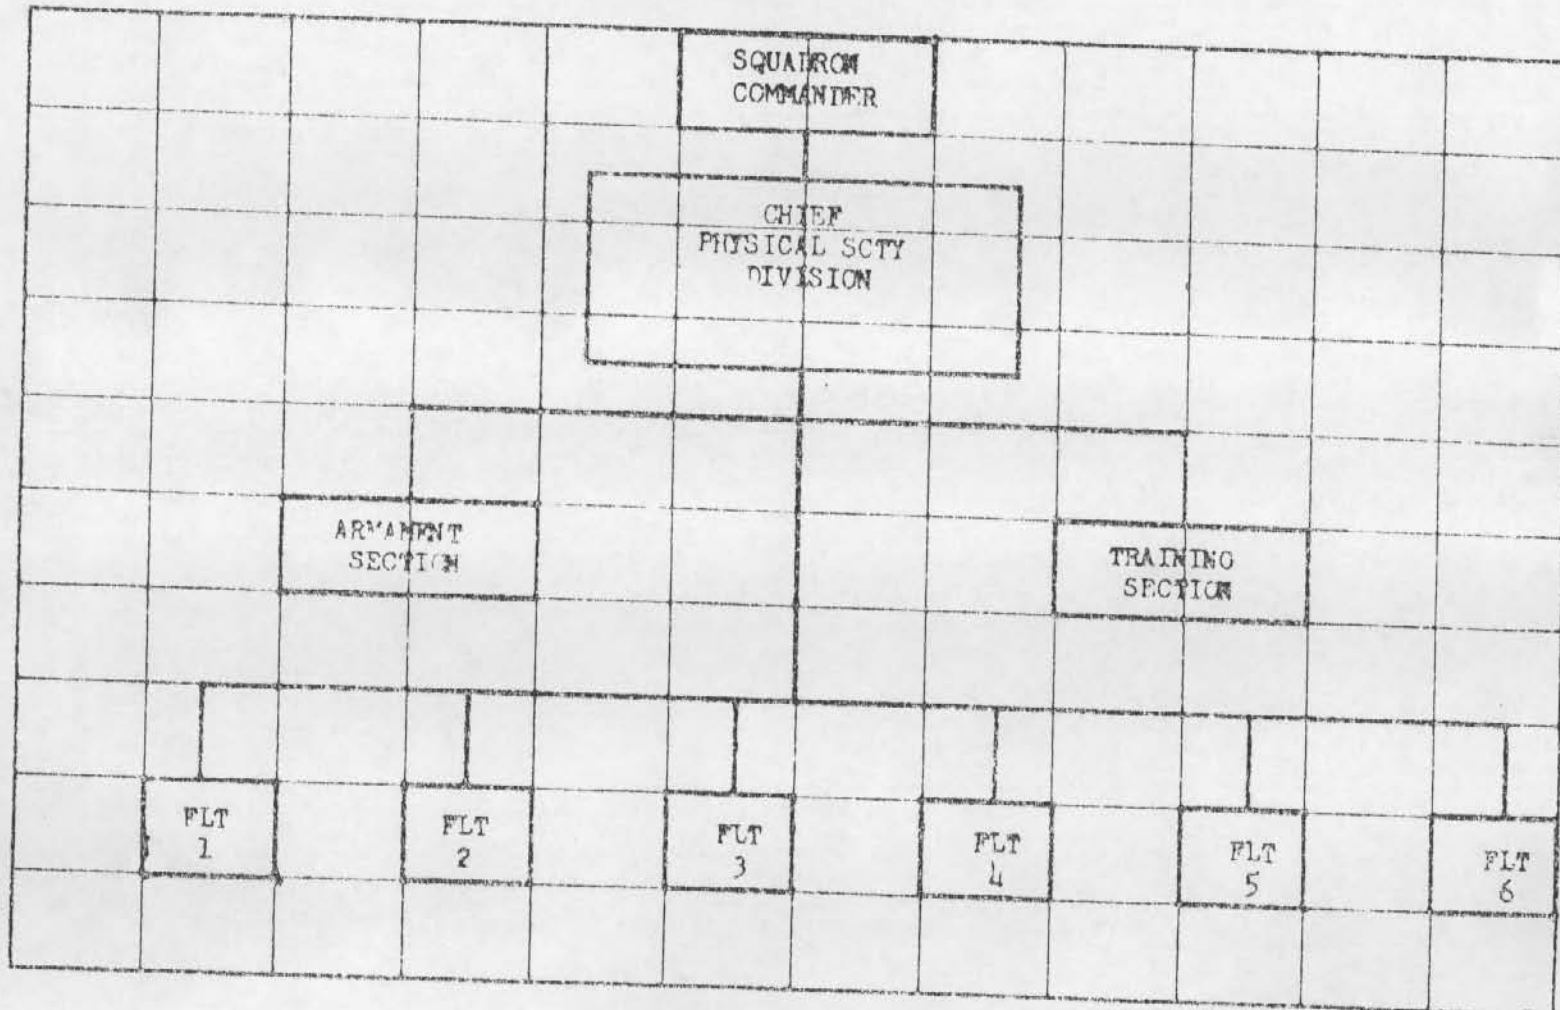 SQUADRON
COMMANDER
CHIEF
PHYSICAL SCTY
DIVISION
ARMAMENT
SECTION
TRAINING
SECTION
FLT
1
FLT
2
FLT
3
FLT
4
FLT
5
FLT
6